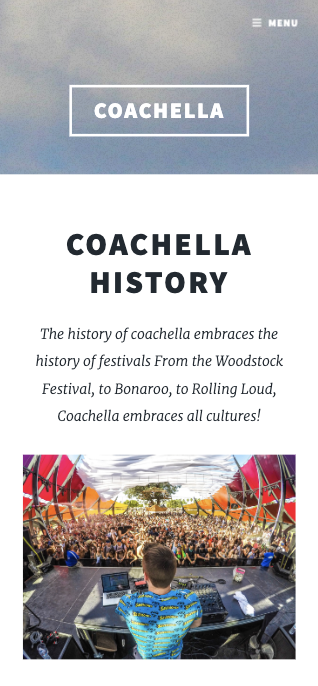 MENU
COACHELLA
COACHELLA
HISTORY
The history of coachella embraces the
history of festivals From the Woodstock
Festival, to Bonaroo, to Rolling Loud,
Coachella embraces all cultures!